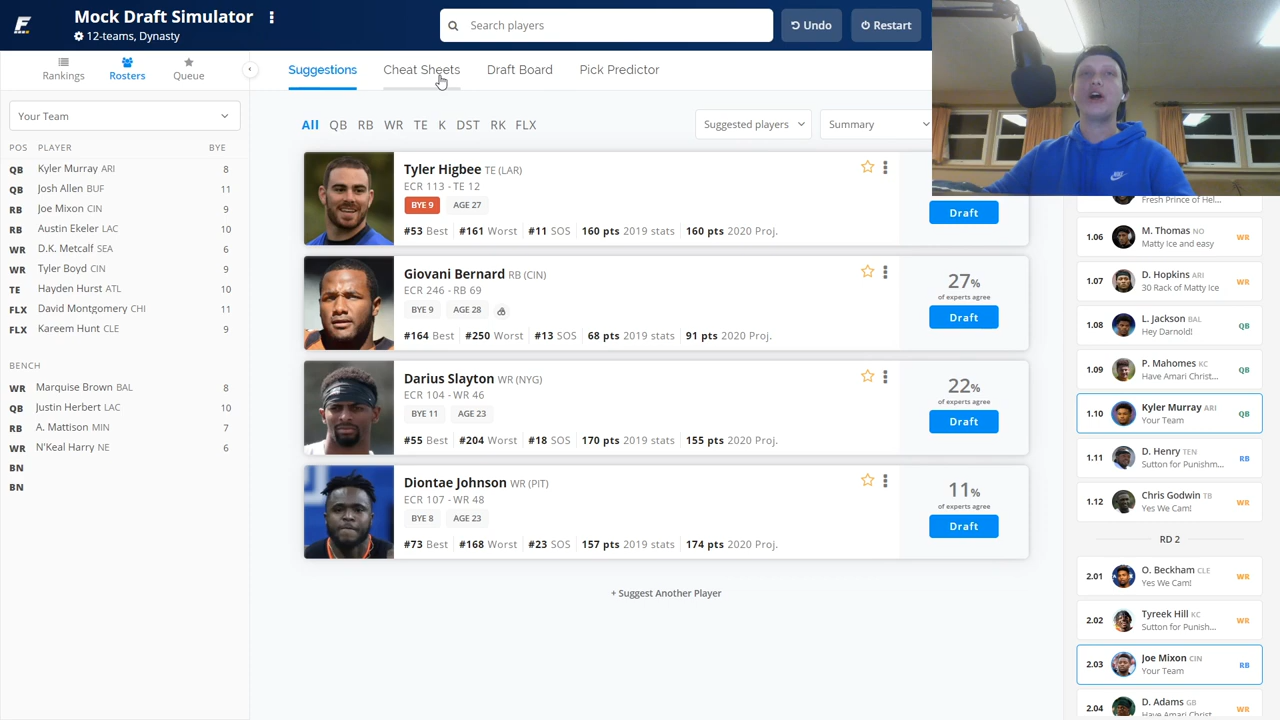 Mock Draft Simulator
12-teams, Dynasty
Search players
Undo
Restart
Rankings
Rosters
Queue
Suggestions
Cheat Sheets
Draft Board
Pick Predictor
Your Team
POS PLAYER BYE
QB Kyler Murray ARI 8
QB Josh Allen BUF 11
RB Joe Mixon CIN 9
RB Austin Ekeler LAC 10
WR D.K. Metcalf SEA 6
WR Tyler Boyd CIN 9
TE Hayden Hurst ATL 10
FLX David Montgomery CHI 11
FLX Kareem Hunt CLE 9
BENCH
WR Marquise Brown BAL 8
QB Justin Herbert LAC 10
RB A. Mattison MIN 7
WR N'Keal Harry NE 6
BN
BN
All QB RB WR TE K DST RK FLX
Suggested players
Summary
Tyler Higbee TE (LAR)
ECR 113 - TE 12
BYE 9 AGE 27
#53 Best #161 Worst #11 SOS 160 pts 2019 stats 160 pts 2020 Proj.
Draft
Giovani Bernard RB (CIN)
ECR 246 - RB 69
BYE 9 AGE 28
#164 Best #250 Worst #13 SOS 68 pts 2019 stats 91 pts 2020 Proj.
27%
of experts agree
Draft
Darius Slayton WR (NYG)
ECR 104 - WR 46
BYE 11 AGE 23
#55 Best #204 Worst #18 SOS 170 pts 2019 stats 155 pts 2020 Proj.
22%
of experts agree
Draft
Diontae Johnson WR (PIT)
ECR 107 - WR 48
BYE 8 AGE 23
#73 Best #168 Worst #23 SOS 157 pts 2019 stats 174 pts 2020 Proj.
11%
of experts agree
Draft
+ Suggest Another Player
Fresh Prince of Hel...
1.06 M. Thomas NO WR
Matty Ice and easy
1.07 D. Hopkins ARI WR
30 Rack of Matty Ice
1.08 L. Jackson BAL QB
Hey Darnold!
1.09 P. Mahomes KC QB
Have Amari Christ...
1.10 Kyler Murray ARI QB
Your Team
1.11 D. Henry TEN RB
Sutton for Punishm...
1.12 Chris Godwin TB WR
Yes We Cam!
RD 2
2.01 O. Beckham CLE WR
Yes We Cam!
2.02 Tyreek Hill KC WR
Sutton for Punish...
2.03 Joe Mixon CIN RB
Your Team
2.04 D. Adams GB WR
Have Amari Christ